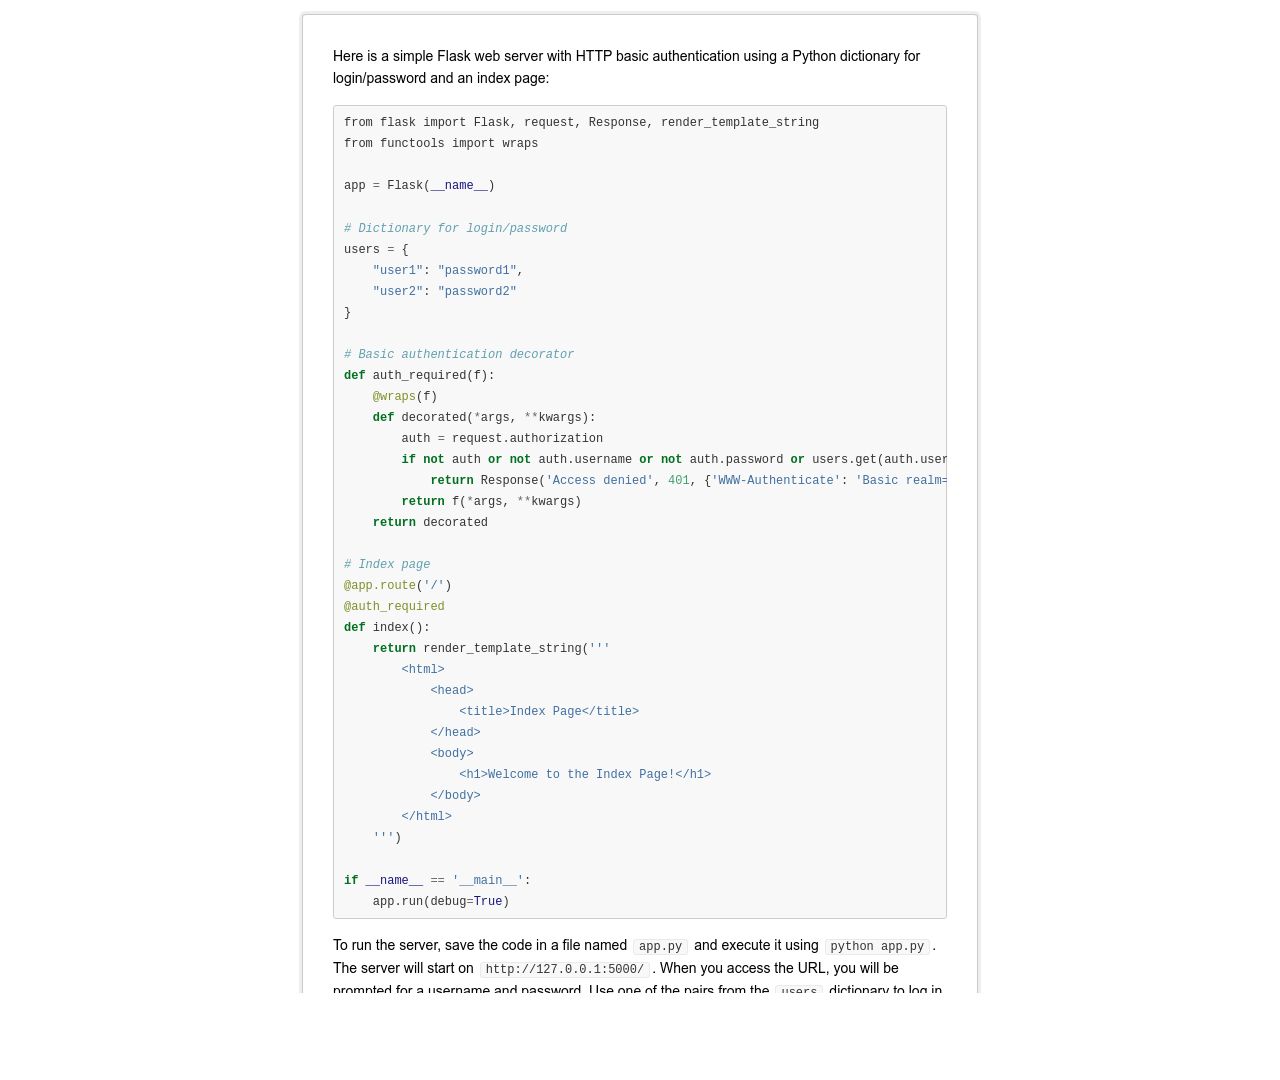 Here is a simple Flask web server with HTTP basic authentication using a Python dictionary for
login/password and an index page:
from flask import Flask, request, Response, render_template_string
from functools import wraps
app = Flask(__name__)
# Dictionary for login/password
users = {
    "user1": "password1",
    "user2": "password2"
}
# Basic authentication decorator
def auth_required(f):
    @wraps(f)
    def decorated(*args, **kwargs):
        auth = request.authorization
        if not auth or not auth.username or not auth.password or users.get(auth.user
            return Response('Access denied', 401, {'WWW-Authenticate': 'Basic realm=
        return f(*args, **kwargs)
    return decorated
# Index page
@app.route('/')
@auth_required
def index():
    return render_template_string('''
        <html>
            <head>
                <title>Index Page</title>
            </head>
            <body>
                <h1>Welcome to the Index Page!</h1>
            </body>
        </html>
    ''')
if __name__ == '__main__':
    app.run(debug=True)
To run the server, save the code in a file named app.py and execute it using python app.py.
The server will start on http://127.0.0.1:5000/. When you access the URL, you will be
prompted for a username and password. Use one of the pairs from the users dictionary to log in